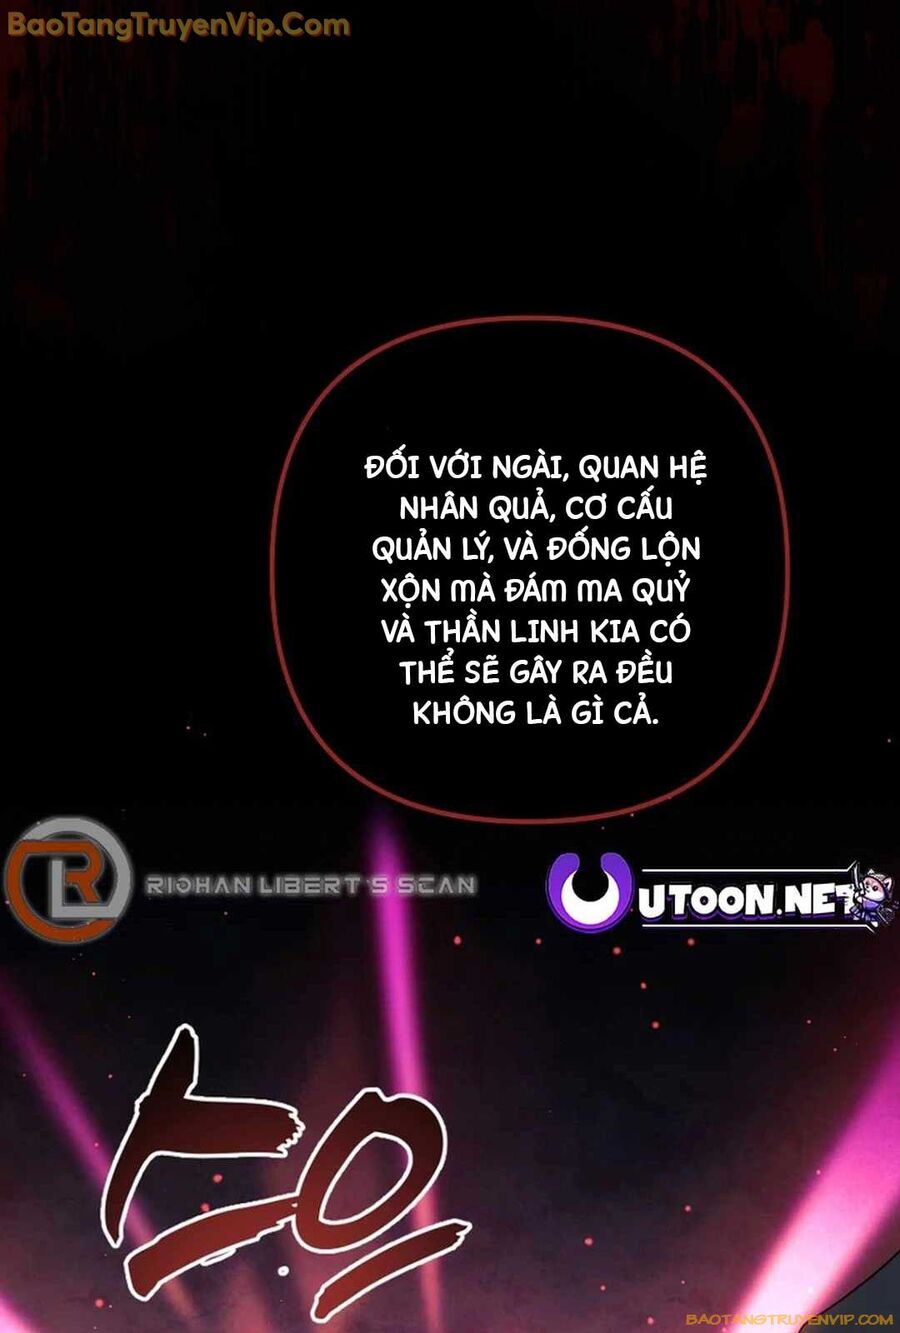 BaoTangTruyenVip.Com
ĐỐI VỚI NGÀI, QUAN HỆ
NHÂN QUẢ, CƠ CẤU
QUẢN LÝ, VÀ ĐỐNG LỘN
XỘN MÀ ĐÁM MA QUỶ
VÀ THẦN LINH KIA CÓ
THỂ SẼ GÂY RA ĐỀU
KHÔNG LÀ GÌ CẢ.
RIOHAN LIBERT'S SCAN
UTOON.NET
스으
BAOTANGTRUYENVIP.COM